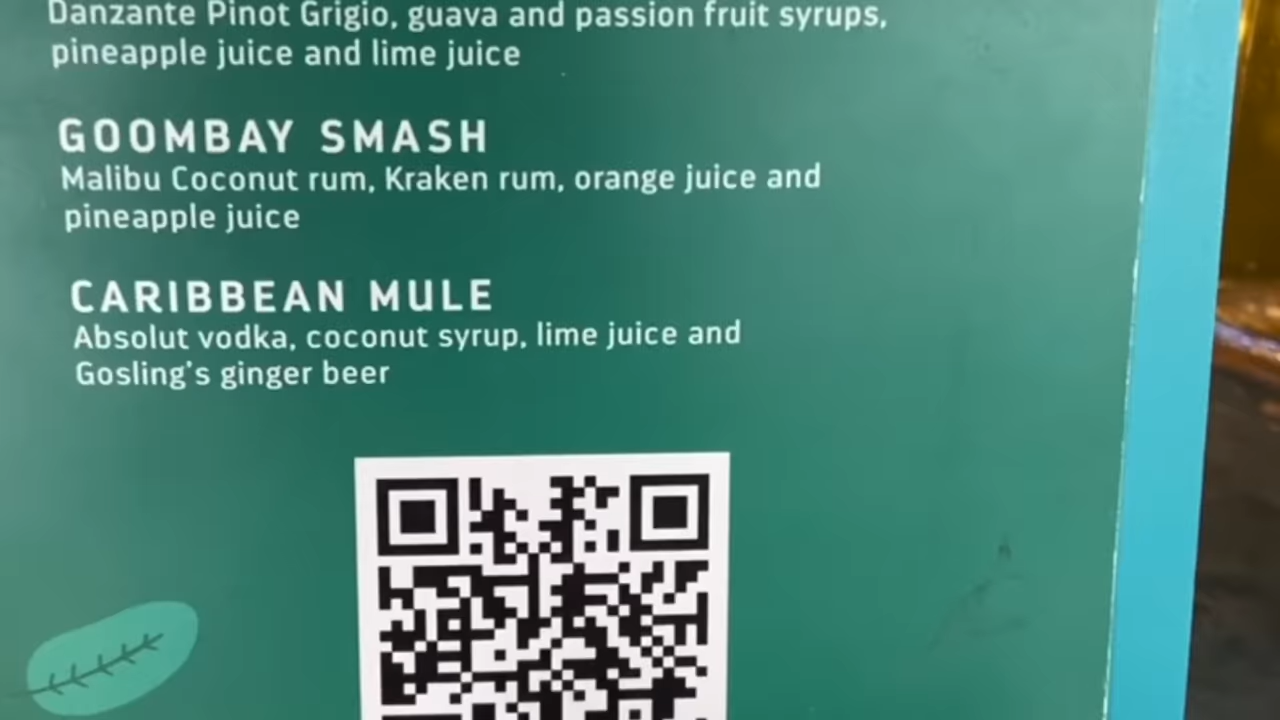 Danzante Pinot Grigio, guava and passion fruit syrups,
pineapple juice and lime juice
GOOMBAY SMASH
Malibu Coconut rum, Kraken rum, orange juice and
pineapple juice
CARIBBEAN MULE
Absolut vodka, coconut syrup, lime juice and
Gosling's ginger beer